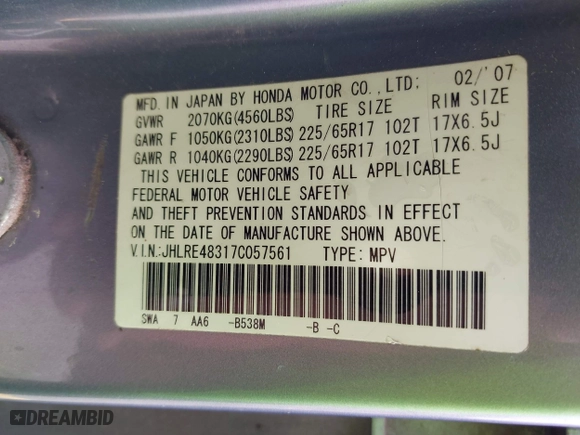 MFD. IN JAPAN BY HONDA MOTOR CO.,LTD: 02/'07
GVWR 2070KG(4560LBS) TIRE SIZE RIM SIZE
GAWR F 1050KG(2310LBS) 225/65R17 102T 17X6.5J
GAWR R 1040KG(2290LBS) 225/65R17 102T 17X6.5J
THIS VEHICLE CONFORMS TO ALL APPLICABLE
FEDERAL MOTOR VEHICLE SAFETY
AND THEFT PREVENTION STANDARDS IN EFFECT
ON THE DATE OF MANUFACTURE SHOWN ABOVE.
V.I.N:JHLRE48317C057561 TYPE: MPV
SWA 7 AA6 -B538M -B -C
DREAMBID